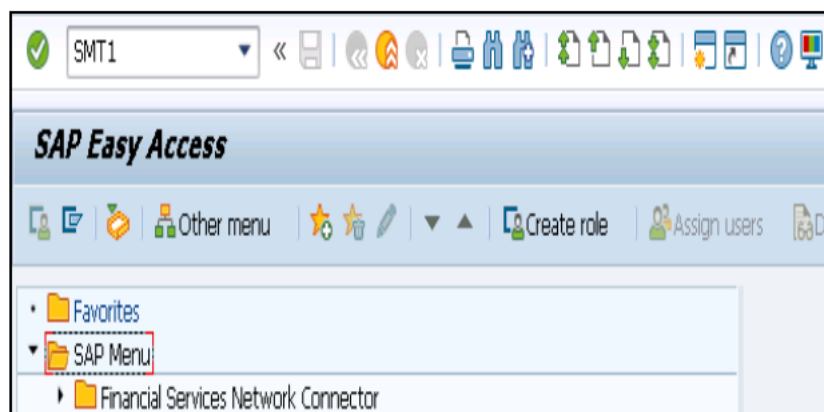 SMT1
SAP Easy Access
Other menu Create role Assign users
Favorites
SAP Menu
Financial Services Network Connector